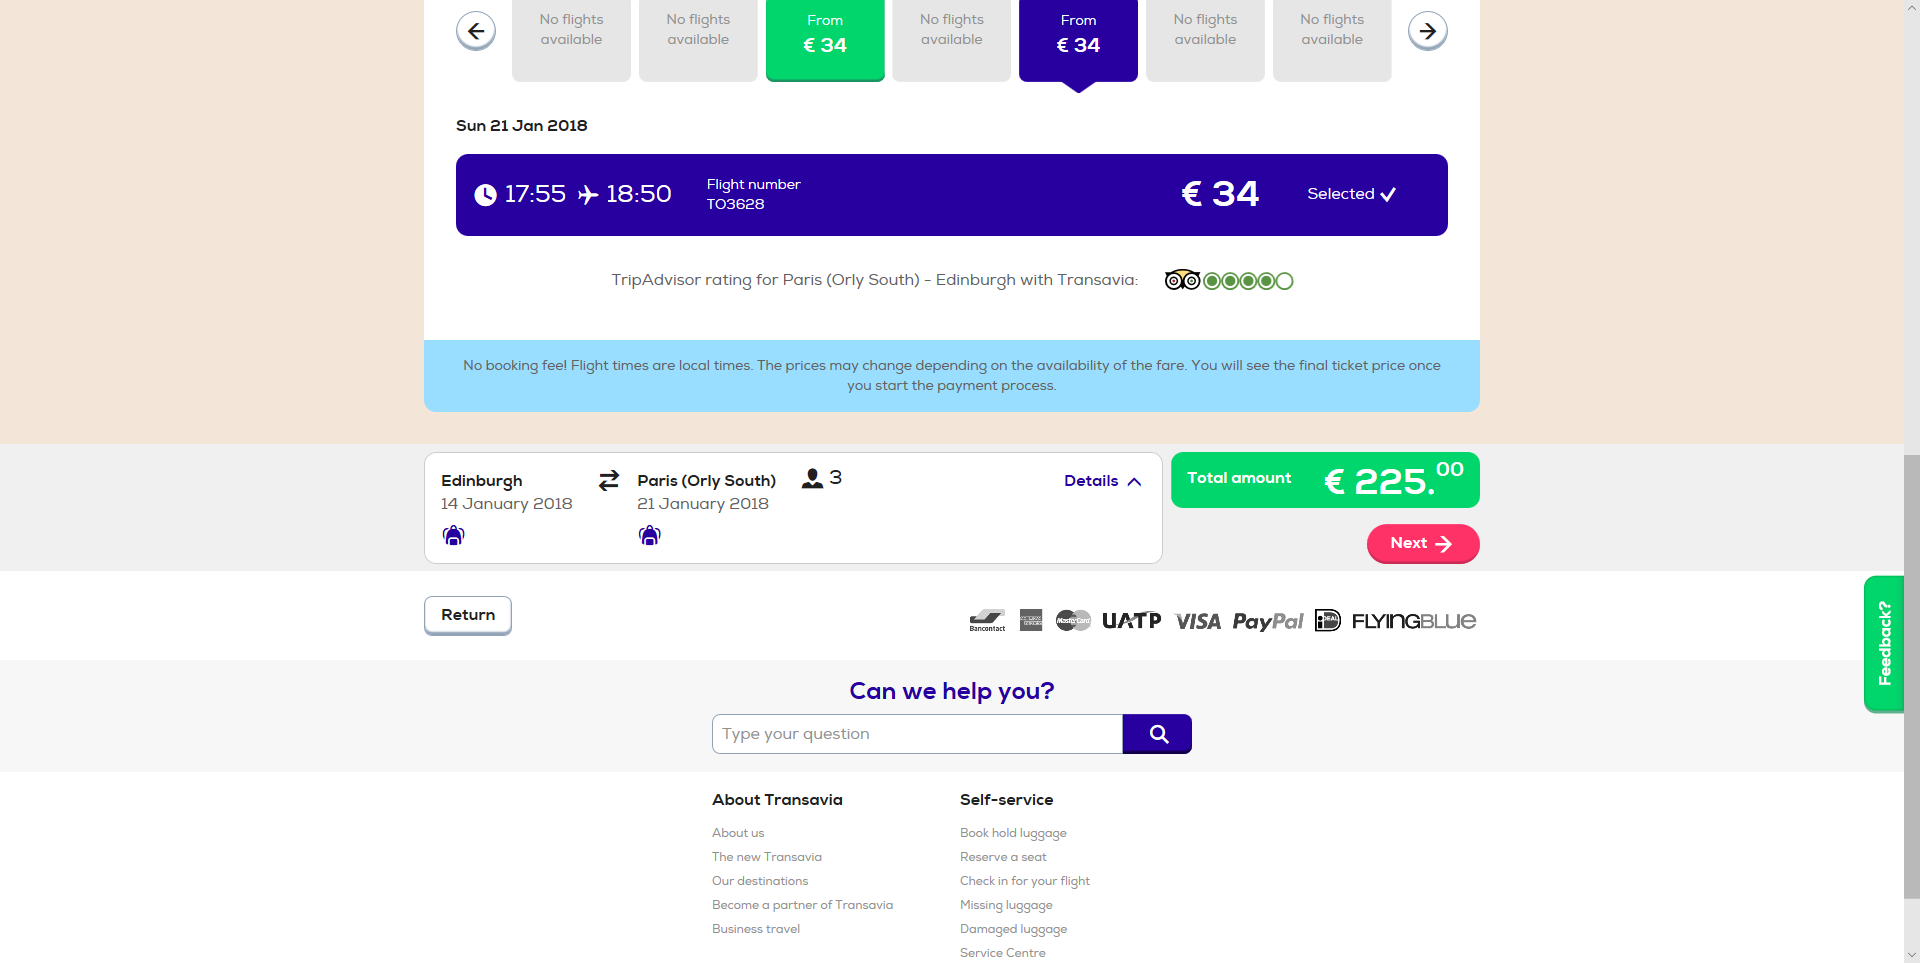 No flights available
No flights available
From
€ 34
No flights available
From
€ 34
No flights available
No flights available
Sun 21 Jan 2018
17:55 18:50
Flight number
TO3628
€ 34
Selected
TripAdvisor rating for Paris (Orly South) - Edinburgh with Transavia:
No booking fee! Flight times are local times. The prices may change depending on the availability of the fare. You will see the final ticket price once
you start the payment process.
Edinburgh
14 January 2018
Paris (Orly South)
21 January 2018
3
Details
Total amount
€ 225.00
Next
Return
Bancontact
MasterCard
UATP
VISA
PayPal
iDEAL
FLYINGBLUE
Feedback?
Can we help you?
Type your question
About Transavia
About us
The new Transavia
Our destinations
Become a partner of Transavia
Business travel
Self-service
Book hold luggage
Reserve a seat
Check in for your flight
Missing luggage
Damaged luggage
Service Centre